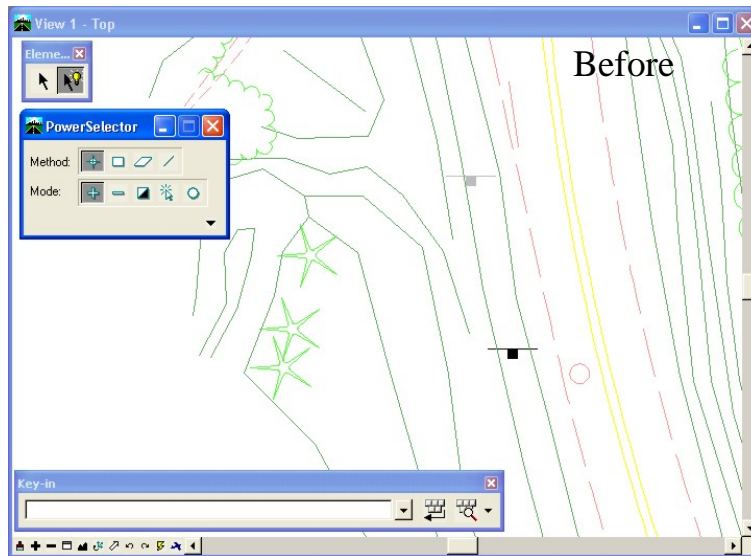 View 1 - Top
Eleme...
Before
PowerSelector
Method:
Mode:
Key-in